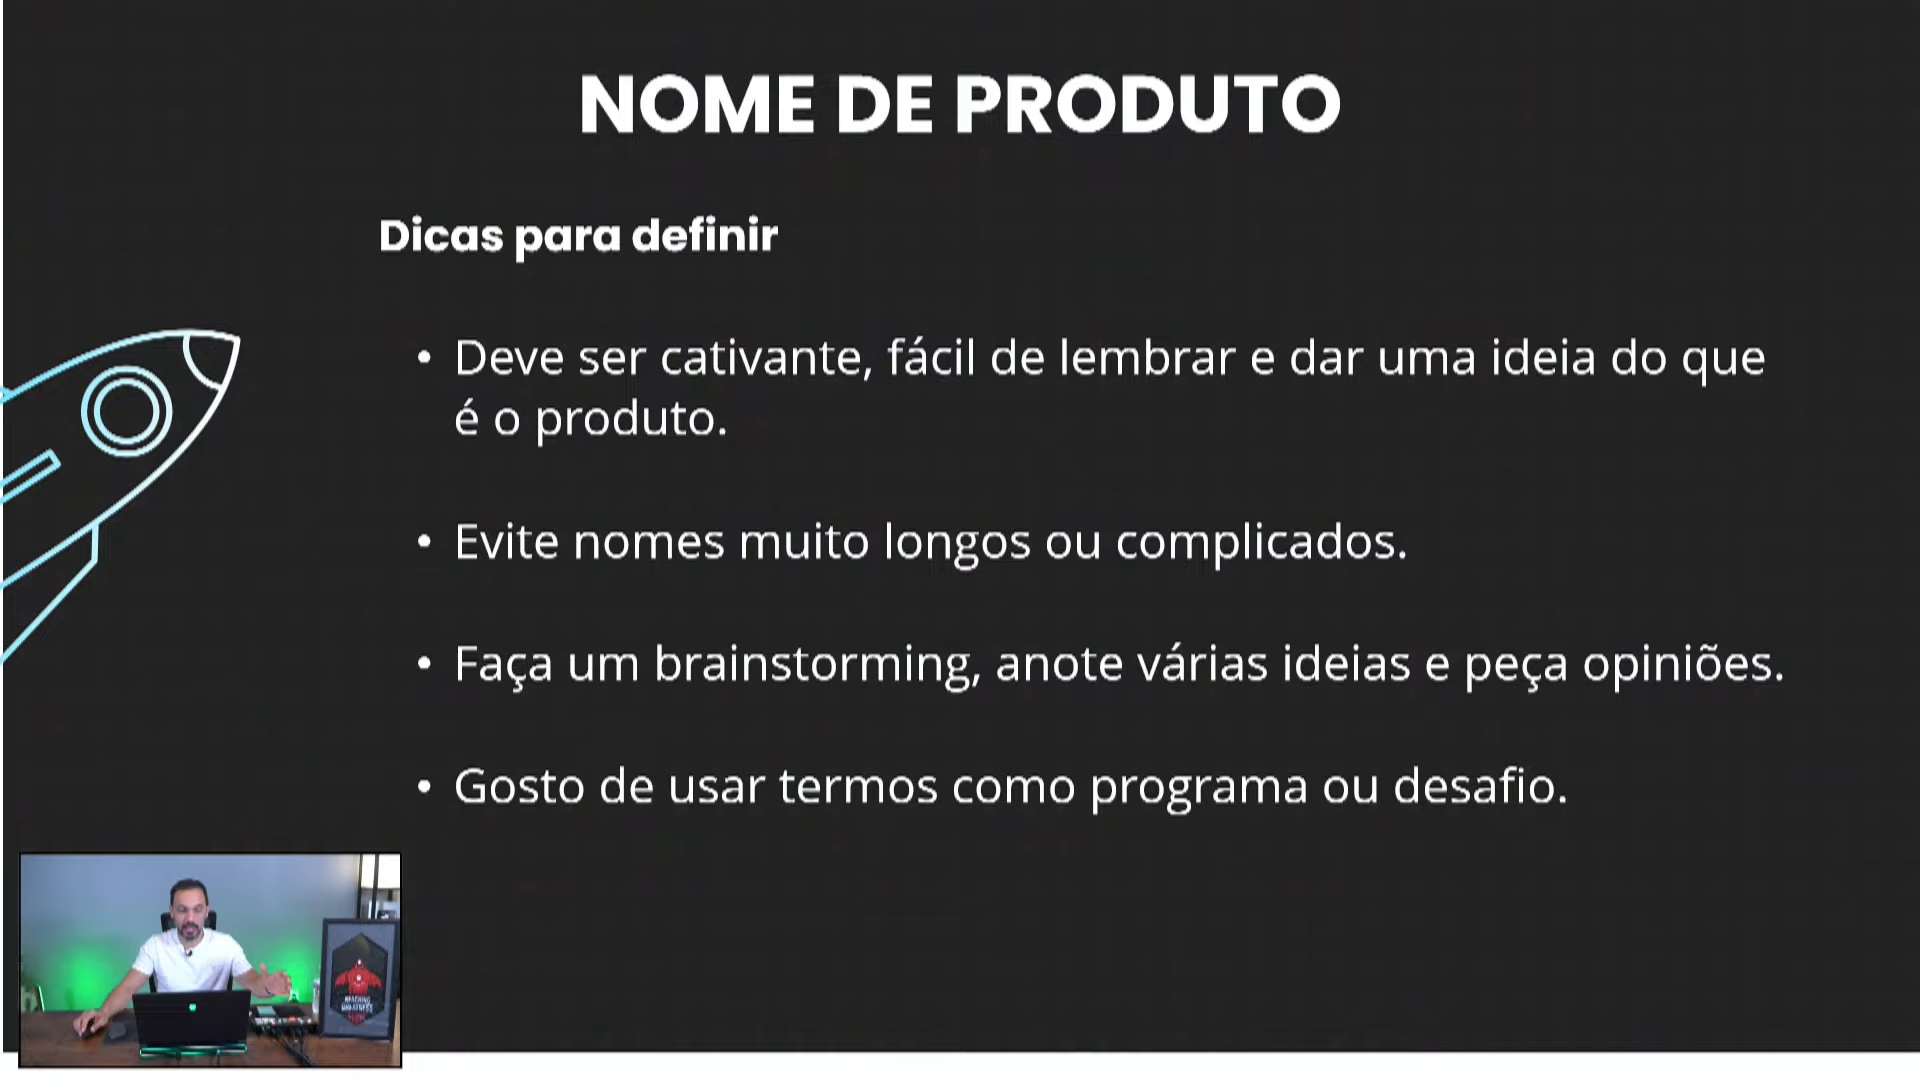 NOME DE PRODUTO
Dicas para definir
• Deve ser cativante, fácil de lembrar e dar uma ideia do que
é o produto.
• Evite nomes muito longos ou complicados.
• Faça um brainstorming, anote várias ideias e peça opiniões.
• Gosto de usar termos como programa ou desafio.